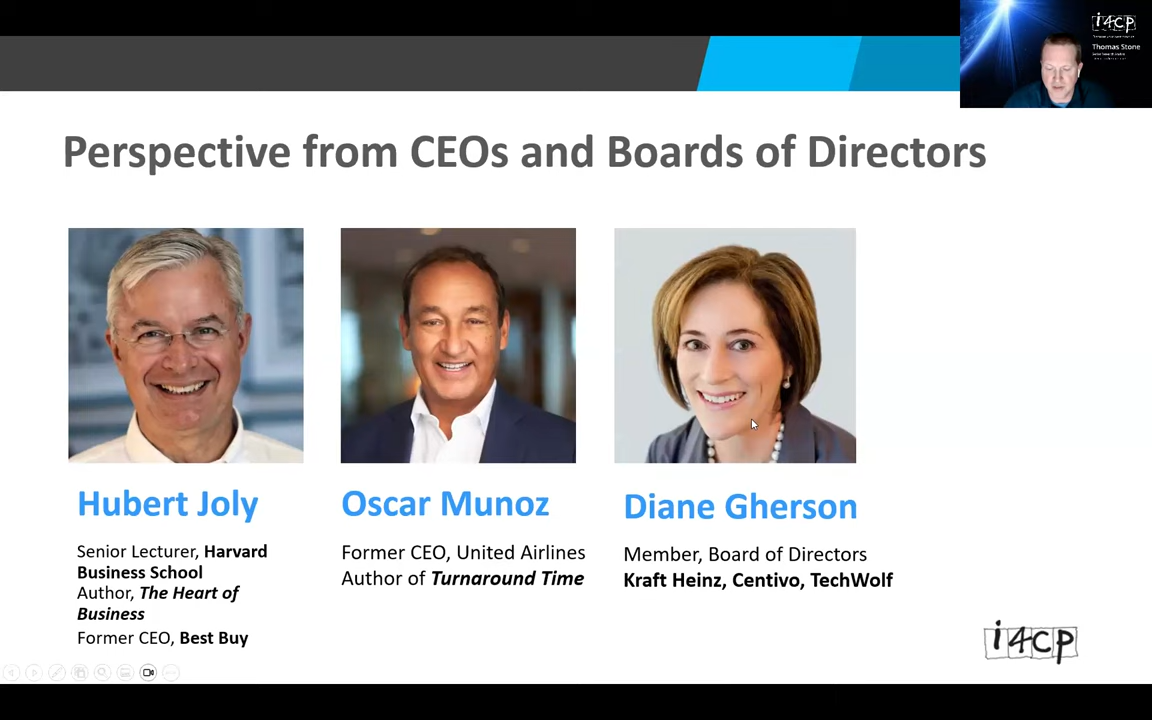 i4cp
Thomas Stone
Perspective from CEOs and Boards of Directors
Hubert Joly
Senior Lecturer, Harvard
Business School
Author, The Heart of
Business
Former CEO, Best Buy
Oscar Munoz
Former CEO, United Airlines
Author of Turnaround Time
Diane Gherson
Member, Board of Directors
Kraft Heinz, Centivo, TechWolf
i4cp